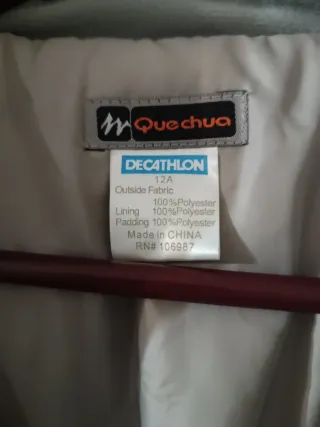 Quechua
DECATHLON
12A
Outside Fabric
100%Polyester
Lining 100%Polyester
Padding 100%Polyester
Made in CHINA
RN# 106987